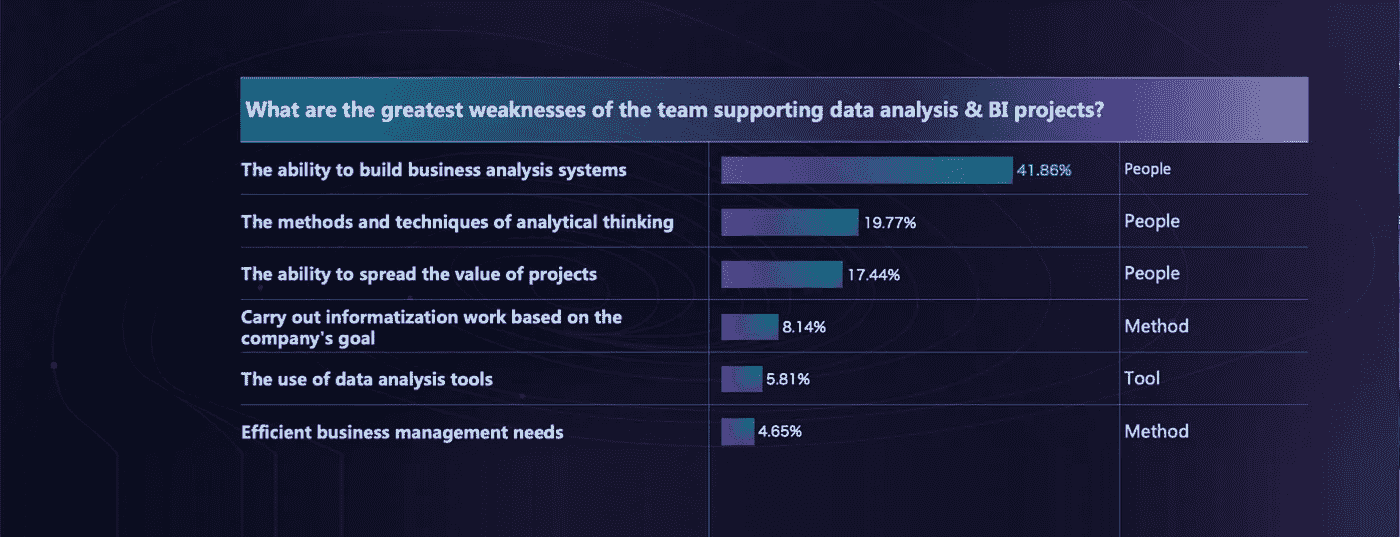 What are the greatest weaknesses of the team supporting data analysis & BI projects?
The ability to build business analysis systems 41.86% People
The methods and techniques of analytical thinking 19.77% People
The ability to spread the value of projects 17.44% People
Carry out informatization work based on the
company's goal 8.14% Method
The use of data analysis tools 5.81% Tool
Efficient business management needs 4.65% Method